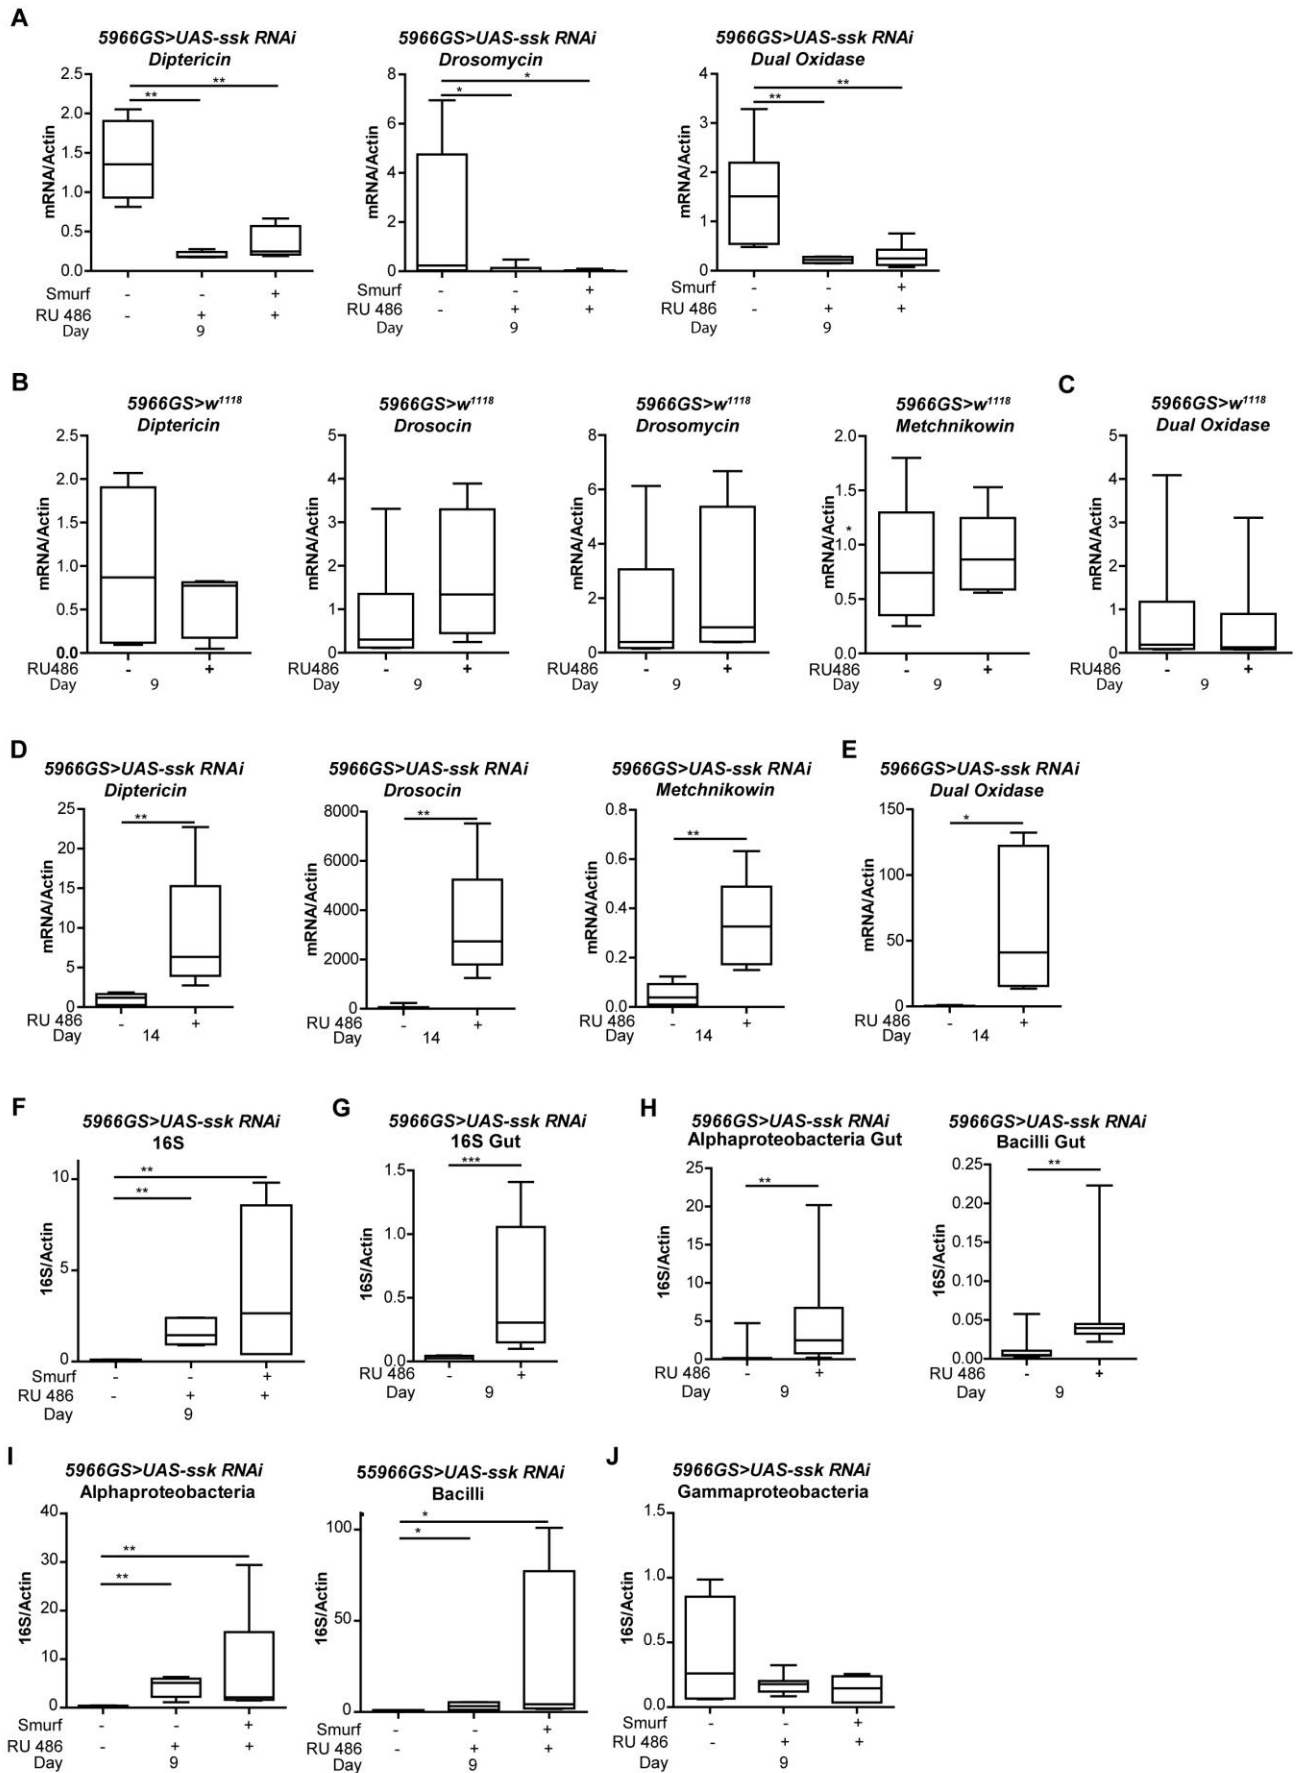 A
5966GS>UAS-ssk RNAi
Diptericin
mRNA/Actin
2.5
2.0
1.5
1.0
0.5
0.0
**
**
Smurf - - +
RU 486 - + +
Day 9
5966GS>UAS-ssk RNAi
Drosomycin
mRNA/Actin
8
6
4
2
0
*
*
- - +
- + +
9
5966GS>UAS-ssk RNAi
Dual Oxidase
mRNA/Actin
4
3
2
1
0
**
**
- - +
- + +
9
B
5966GS>w1118
Diptericin
mRNA/Actin
2.5
2.0
1.5
1.0
0.5
0.0
RU486 - +
Day 9
5966GS>w1118
Drosocin
mRNA/Actin
5
4
3
2
1
0
RU486 - +
Day 9
5966GS>w1118
Drosomycin
mRNA/Actin
8
6
4
2
0
RU486 - +
Day 9
5966GS>w1118
Metchnikowin
mRNA/Actin
*
2.0
1.5
1.0
0.5
0.0
RU486 - +
Day 9
C
5966GS>w1118
Dual Oxidase
mRNA/Actin
5
4
3
2
1
0
RU486 - +
Day 9
D
5966GS>UAS-ssk RNAi
Diptericin
mRNA/Actin
25
20
15
10
5
0
**
RU 486 - +
Day 14
5966GS>UAS-ssk RNAi
Drosocin
mRNA/Actin
8000
6000
4000
2000
0
**
RU 486 - +
Day 14
5966GS>UAS-ssk RNAi
Metchnikowin
mRNA/Actin
0.8
0.6
0.4
0.2
0.0
**
RU 486 - +
Day 14
E
5966GS>UAS-ssk RNAi
Dual Oxidase
mRNA/Actin
150
100
50
0
*
RU 486 - +
Day 14
F
5966GS>UAS-ssk RNAi
16S
16S/Actin
10
5
0
**
**
Smurf - - +
RU 486 - + +
Day 9
G
5966GS>UAS-ssk RNAi
16S Gut
16S/Actin
1.5
1.0
0.5
0.0
***
RU 486 - +
Day 9
H
5966GS>UAS-ssk RNAi
Alphaproteobacteria Gut
16S/Actin
25
20
15
10
5
0
**
RU 486 - +
Day 9
5966GS>UAS-ssk RNAi
Bacilli Gut
16S/Actin
0.25
0.20
0.15
0.10
0.05
0.00
**
RU 486 - +
Day 9
I
5966GS>UAS-ssk RNAi
Alphaproteobacteria
16S/Actin
40
30
20
10
0
**
**
Smurf - - +
RU 486 - + +
Day 9
55966GS>UAS-ssk RNAi
Bacilli
16S/Actin
100
50
0
*
*
Smurf - - +
RU 486 - + +
Day 9
J
5966GS>UAS-ssk RNAi
Gammaproteobacteria
16S/Actin
1.5
1.0
0.5
0.0
Smurf - - +
RU 486 - + +
Day 9